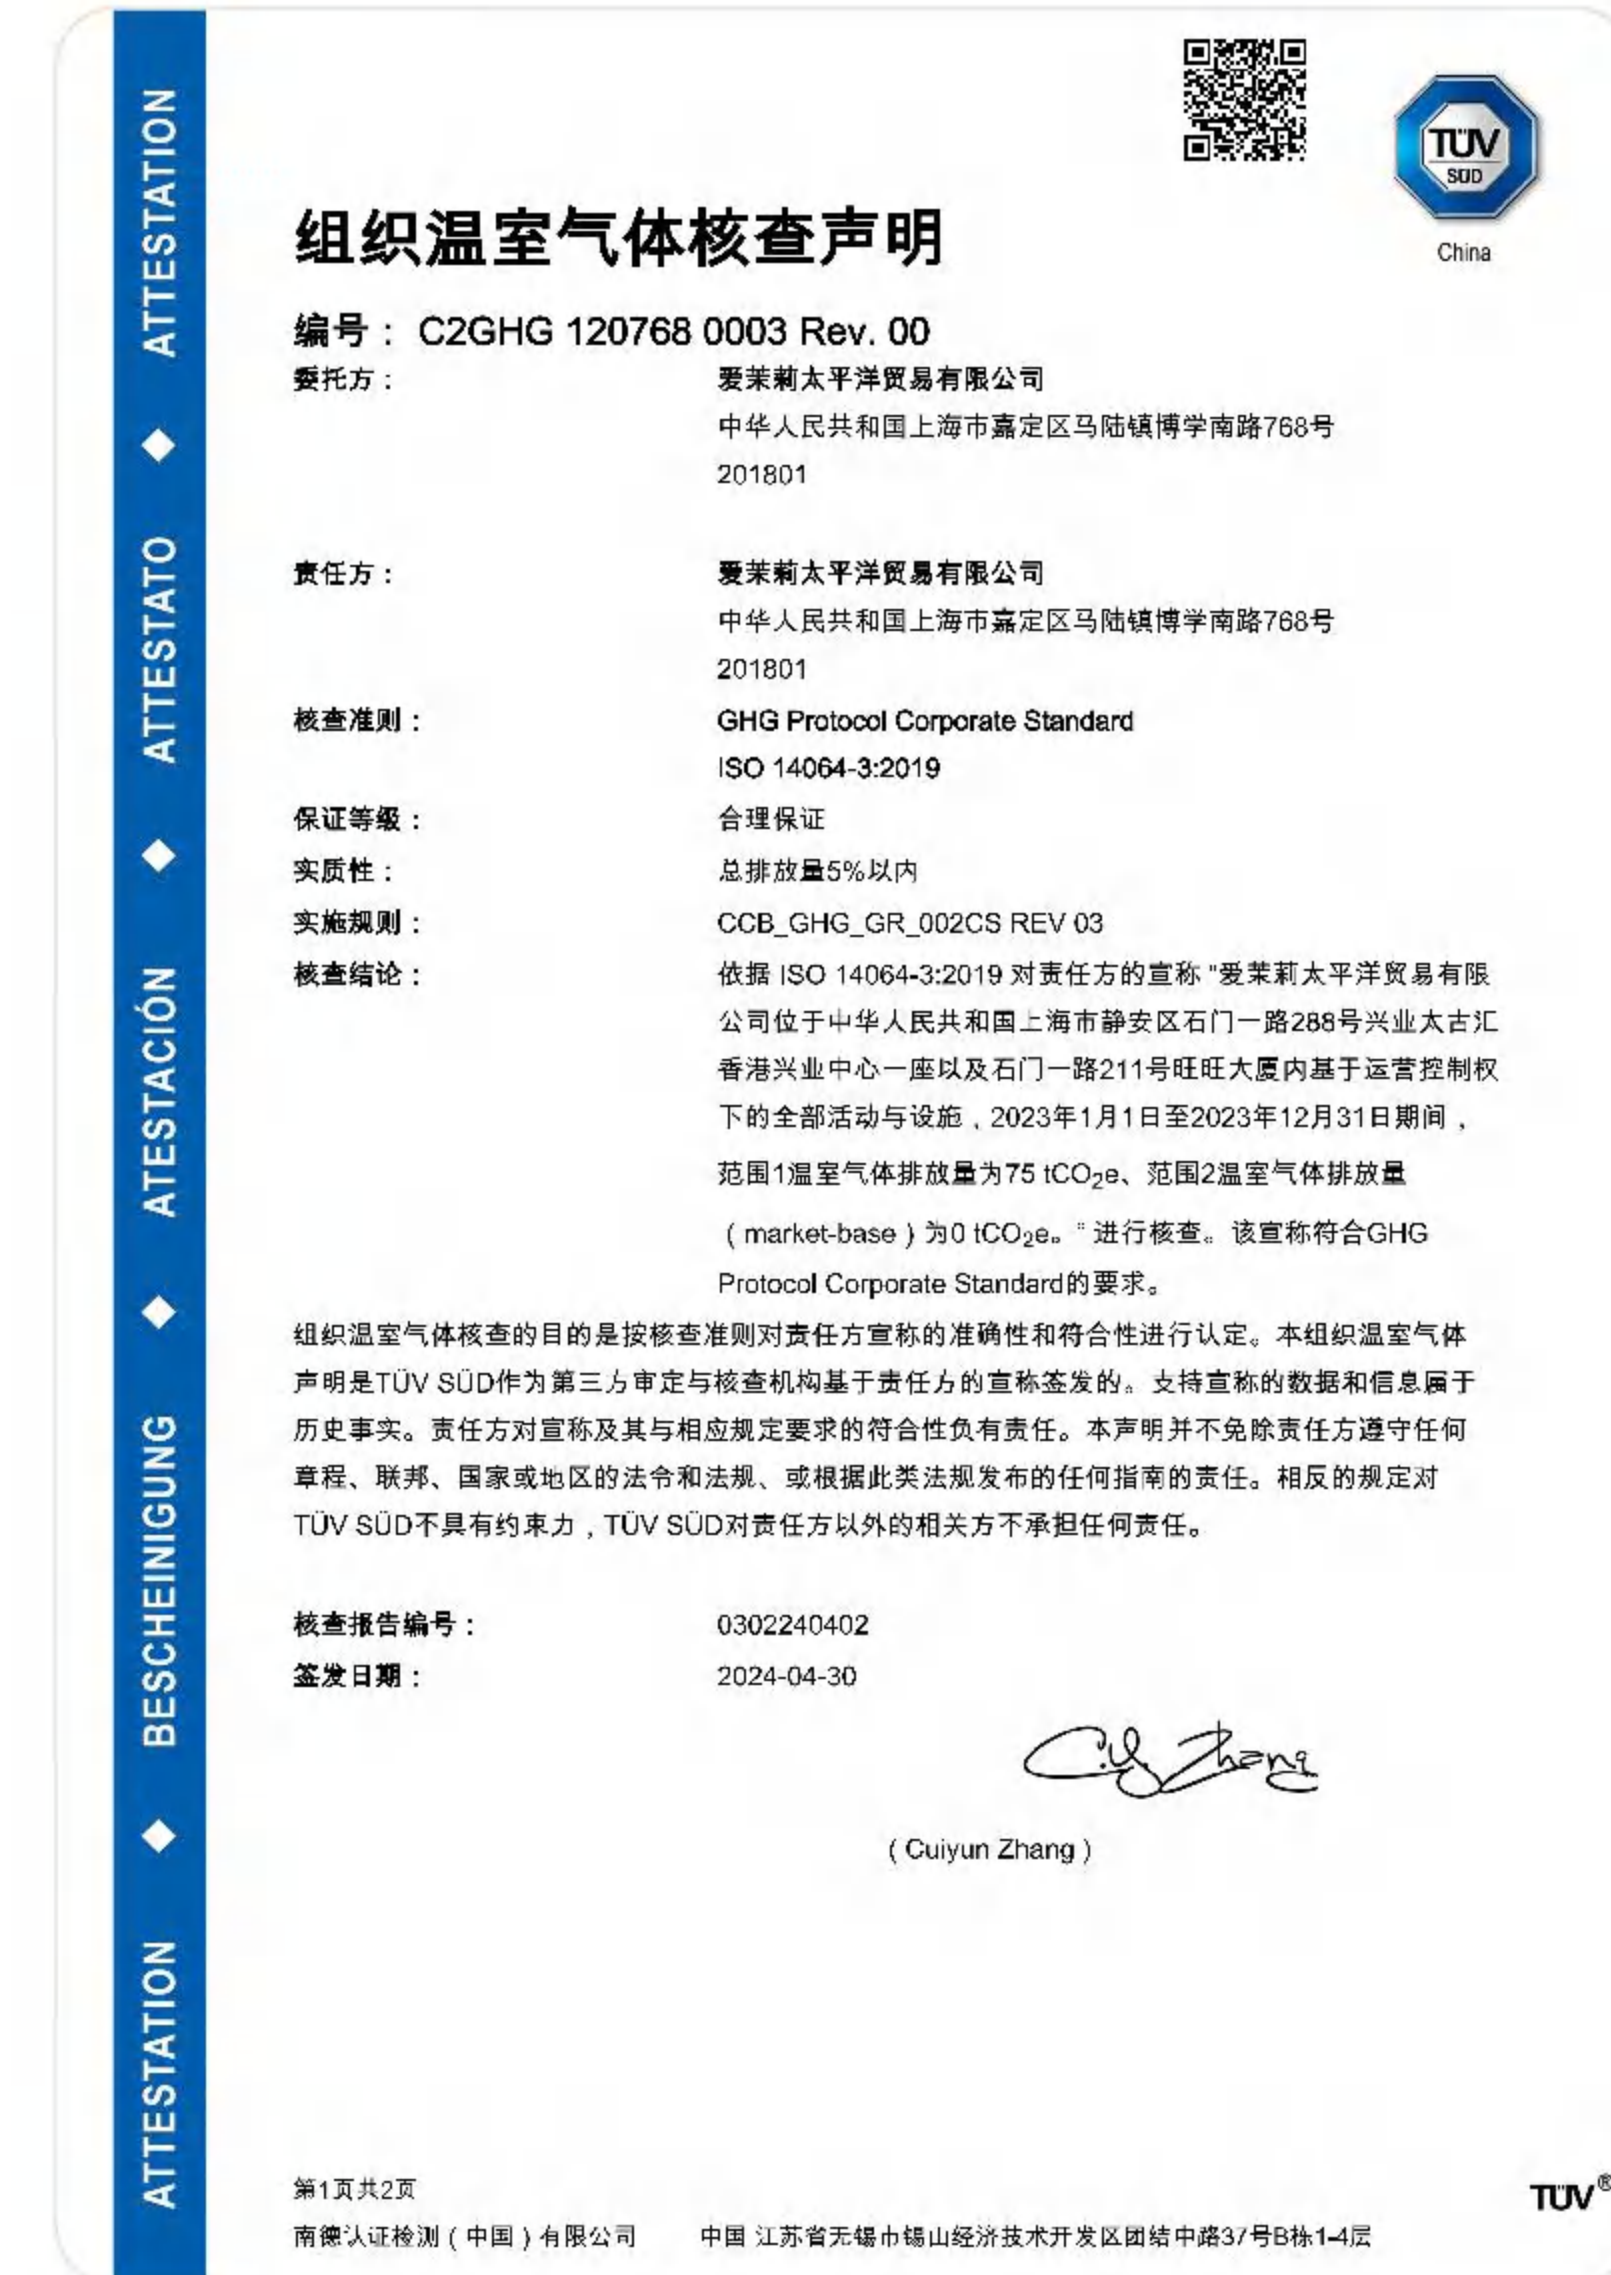 ATTESTATION ◆ ATTESTATO ◆ ATESTACIÓN ◆ BESCHEINIGUNG ◆ ATTESTATION
TÜV
SÜD
China
组织温室气体核查声明
编号： C2GHG 120768 0003 Rev. 00
委托方： 爱茉莉太平洋贸易有限公司
中华人民共和国上海市嘉定区马陆镇博学南路768号
201801
责任方： 爱茉莉太平洋贸易有限公司
中华人民共和国上海市嘉定区马陆镇博学南路768号
201801
核查准则： GHG Protocol Corporate Standard
ISO 14064-3:2019
保证等级： 合理保证
实质性： 总排放量5%以内
实施规则： CCB_GHG_GR_002CS REV 03
核查结论： 依据 ISO 14064-3:2019 对责任方的宣称 "爱茉莉太平洋贸易有限
公司位于中华人民共和国上海市静安区石门一路288号兴业太古汇
香港兴业中心一座以及石门一路211号旺旺大厦内基于运营控制权
下的全部活动与设施，2023年1月1日至2023年12月31日期间，
范围1温室气体排放量为75 tCO₂e、范围2温室气体排放量
（market-base）为0 tCO₂e。" 进行核查。该宣称符合GHG
Protocol Corporate Standard的要求。
组织温室气体核查的目的是按核查准则对责任方宣称的准确性和符合性进行认定。本组织温室气体
声明是TÜV SÜD作为第三方审定与核查机构基于责任方的宣称签发的。支持宣称的数据和信息属于
历史事实。责任方对宣称及其与相应规定要求的符合性负有责任。本声明并不免除责任方遵守任何
章程、联邦、国家或地区的法令和法规、或根据此类法规发布的任何指南的责任。相反的规定对
TÜV SÜD不具有约束力，TÜV SÜD对责任方以外的相关方不承担任何责任。
核查报告编号： 0302240402
签发日期： 2024-04-30
C.y Zhang
（Cuiyun Zhang）
第1页共2页
TÜV®
南德认证检测（中国）有限公司 中国 江苏省无锡市锡山经济技术开发区团结中路37号B栋1-4层